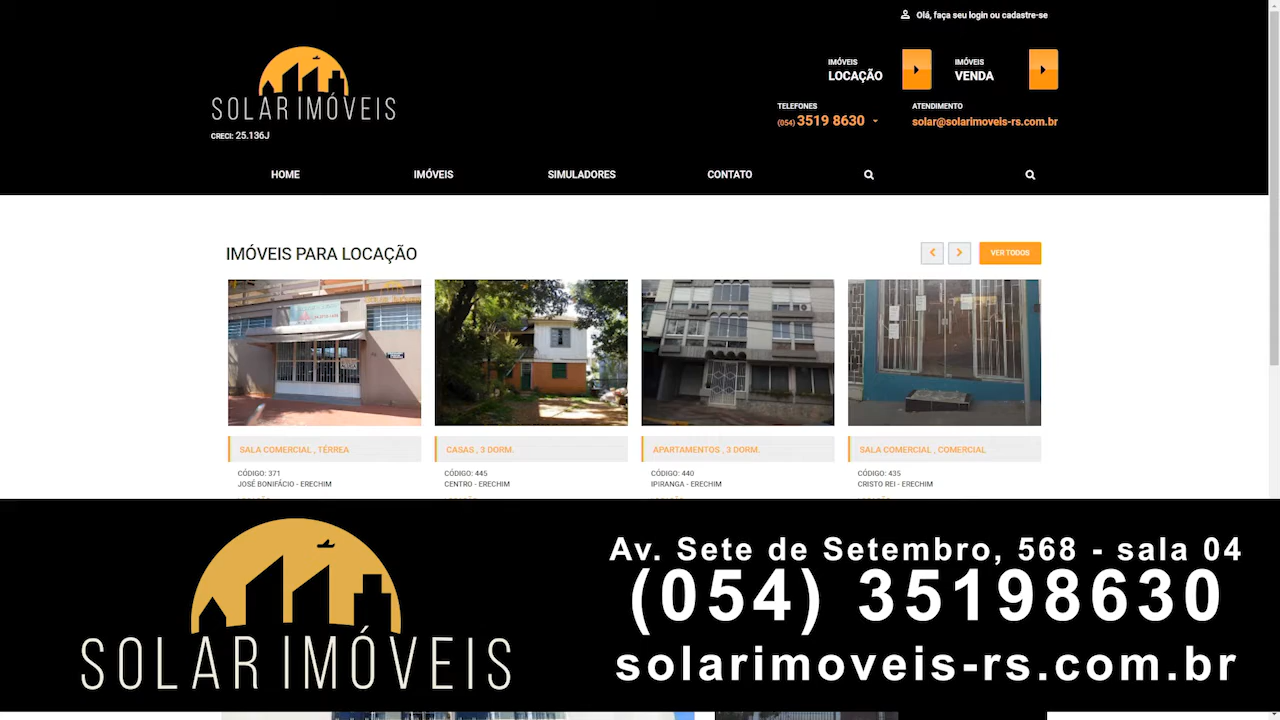 Olá, faça seu login ou cadastre-se
SOLAR IMÓVEIS
CRECI: 25.136J
IMÓVEIS
LOCAÇÃO
IMÓVEIS
VENDA
TELEFONES
(054) 3519 8630
ATENDIMENTO
solar@solarimoveis-rs.com.br
HOME
IMÓVEIS
SIMULADORES
CONTATO
IMÓVEIS PARA LOCAÇÃO
VER TODOS
SALA COMERCIAL , TÉRREA
CÓDIGO: 371
JOSÉ BONIFÁCIO - ERECHIM
CASAS , 3 DORM.
CÓDIGO: 445
CENTRO - ERECHIM
APARTAMENTOS , 3 DORM.
CÓDIGO: 440
IPIRANGA - ERECHIM
SALA COMERCIAL , COMERCIAL
CÓDIGO: 435
CRISTO REI - ERECHIM
SOLAR IMÓVEIS
Av. Sete de Setembro, 568 - sala 04
(054) 35198630
solarimoveis-rs.com.br